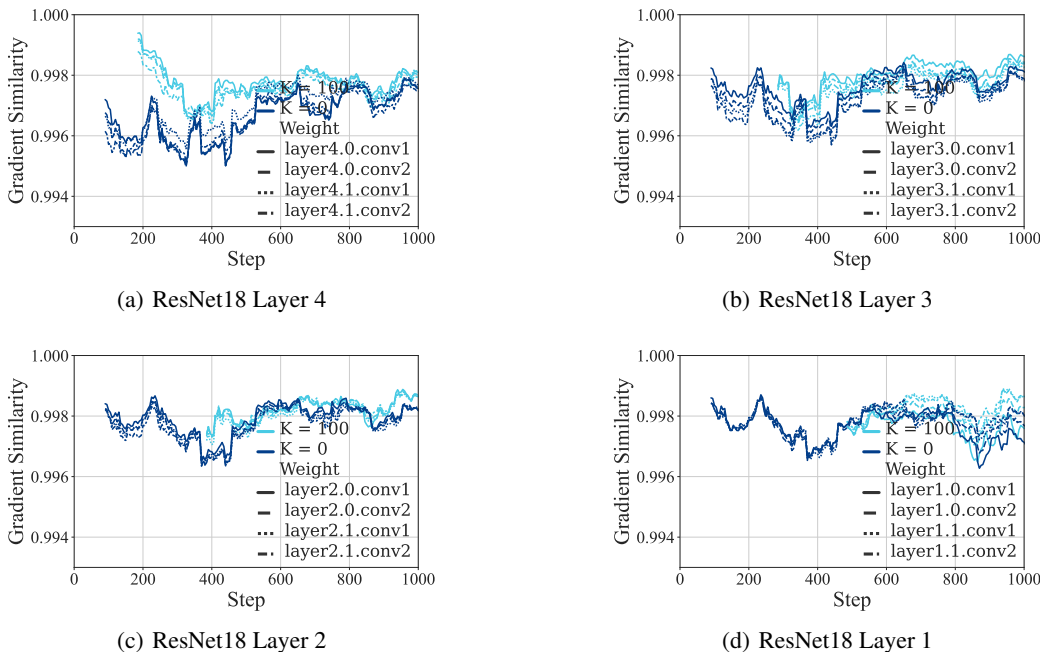 1.000
0.998
0.996
0.994
Gradient Similarity
K = 100
K = 0
Weight
layer4.0.conv1
layer4.0.conv2
layer4.1.conv1
layer4.1.conv2
0 200 400 600 800 1000
Step
(a) ResNet18 Layer 4
1.000
0.998
0.996
0.994
Gradient Similarity
K = 100
K = 0
Weight
layer3.0.conv1
layer3.0.conv2
layer3.1.conv1
layer3.1.conv2
0 200 400 600 800 1000
Step
(b) ResNet18 Layer 3
1.000
0.998
0.996
0.994
Gradient Similarity
K = 100
K = 0
Weight
layer2.0.conv1
layer2.0.conv2
layer2.1.conv1
layer2.1.conv2
0 200 400 600 800 1000
Step
(c) ResNet18 Layer 2
1.000
0.998
0.996
0.994
Gradient Similarity
K = 100
K = 0
Weight
layer1.0.conv1
layer1.0.conv2
layer1.1.conv1
layer1.1.conv2
0 200 400 600 800 1000
Step
(d) ResNet18 Layer 1